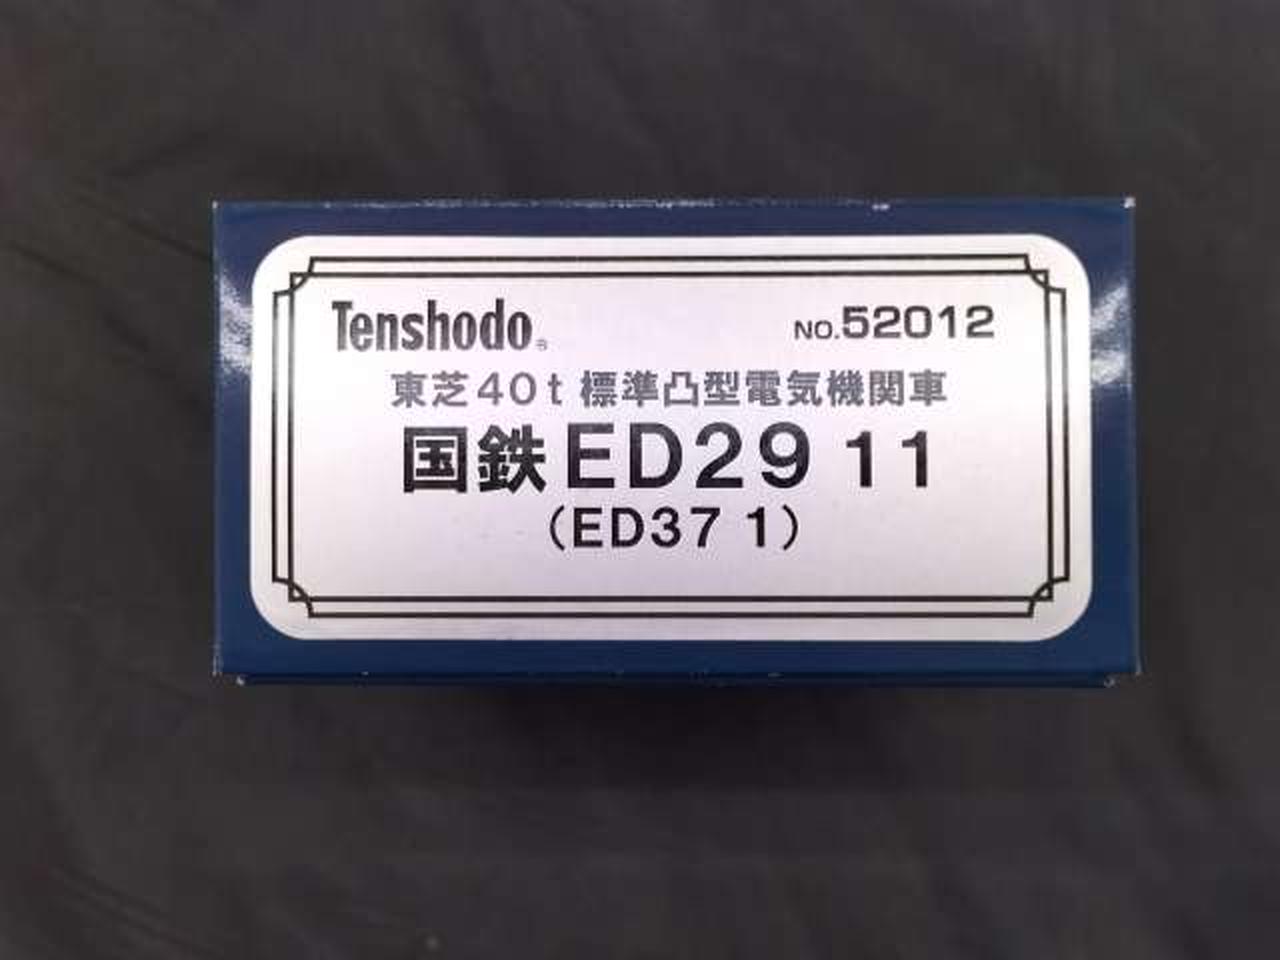 Tenshodo® NO.52012
東芝40t 標準凸型電気機関車
国鉄ED29 11
(ED37 1)